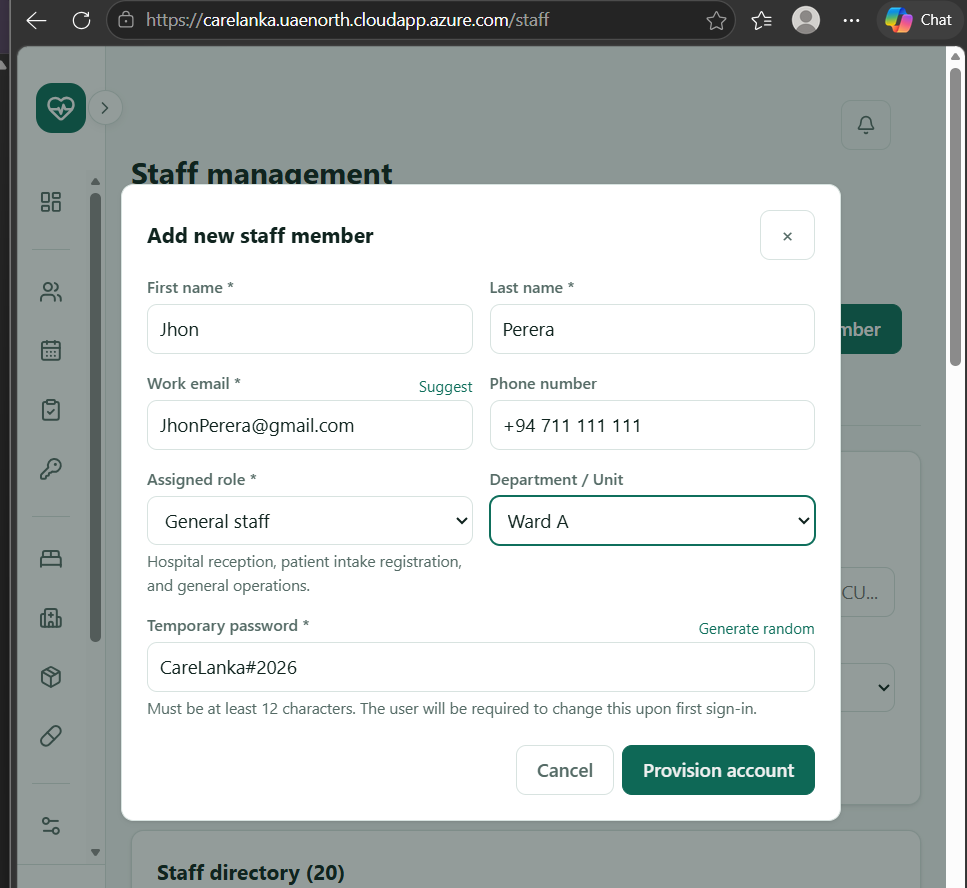 https://carelanka.uaenorth.cloudapp.azure.com/staff
Chat
Staff management
Add new staff member
×
First name *
Last name *
Jhon
Perera
mber
Work email *
Suggest
Phone number
JhonPerera@gmail.com
+94 711 111 111
Assigned role *
Department / Unit
General staff
Ward A
Hospital reception, patient intake registration,
and general operations.
CU...
Temporary password *
Generate random
CareLanka#2026
Must be at least 12 characters. The user will be required to change this upon first sign-in.
Cancel
Provision account
Staff directory (20)